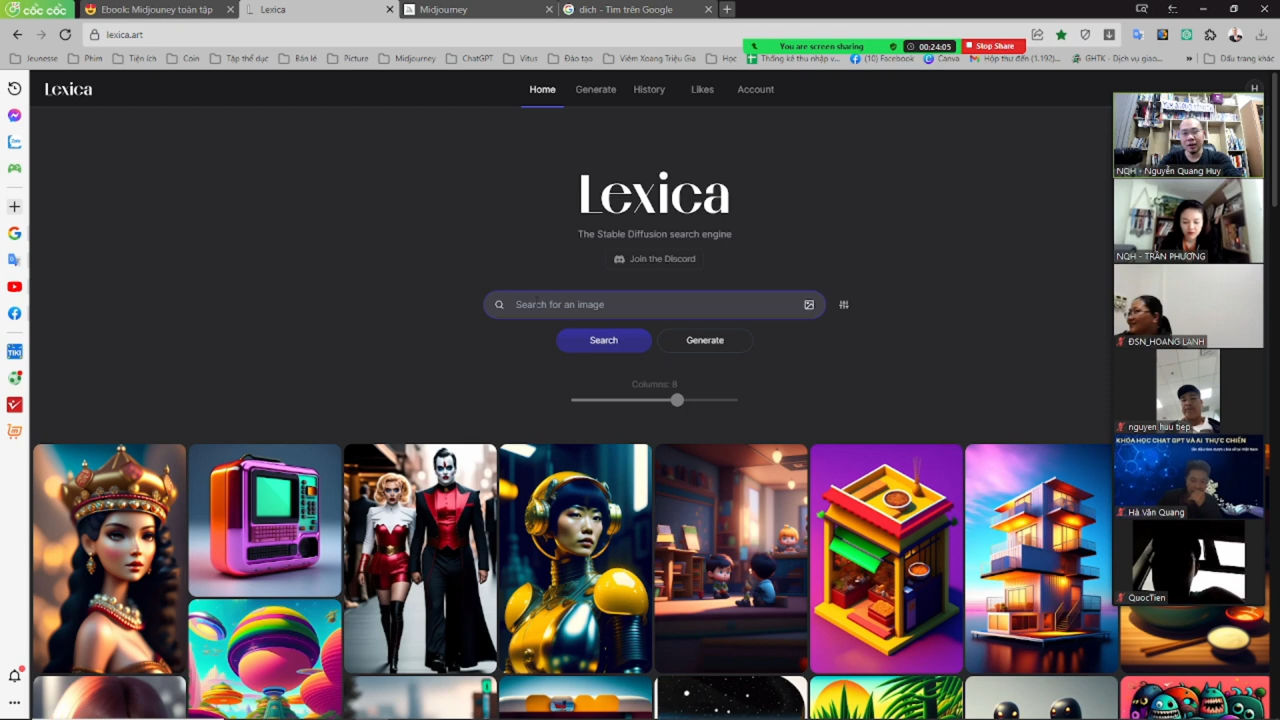 cốc cốc
Ebook: Midjouney toàn tập
Lexica
Midjourney
dich - Tìm trên Google
lexica.art
You are screen sharing
00:24:05
Stop Share
Jeunesse
Phim
Tiện ích
Coin
Tập thể dục
Bán lẻ
Picture
Midjourney
ChatGPT
Vitus
Đào tạo
Viêm Xoang Triệu Gia
Học
Thống kê thu nhập v...
(10) Facebook
Canva
Hộp thư đến (1.192)...
GHTK - Dịch vụ giao...
»
Dấu trang khác
Lexica
Home
Generate
History
Likes
Account
H
Lexica
The Stable Diffusion search engine
Join the Discord
Search for an image
Search
Generate
Columns: 8
NQH - Nguyễn Quang Huy
NQH - TRẦN PHƯƠNG
ĐSN_HOANG LANH
nguyen huu tiep
KHÓA HỌC CHAT GPT VÀ AI THỰC CHIẾN
Hà Văn Quang
QuocTien
TIKI